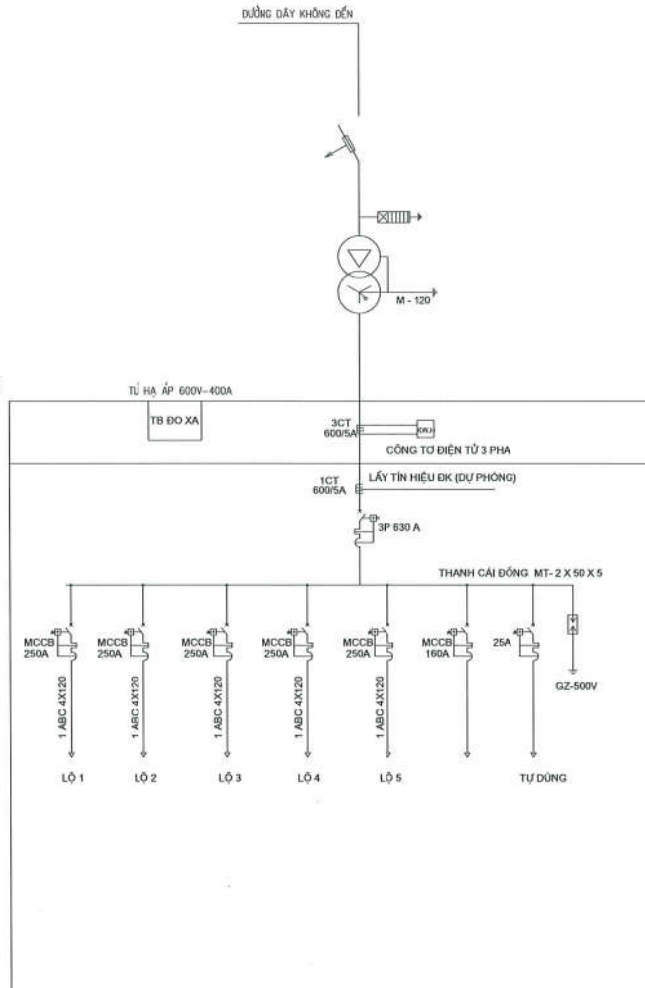 ĐƯỜNG DÂY KHÔNG ĐẾN
M - 120
TỦ HẠ ÁP 600V-400A
TB ĐO XA
3CT
600/5A
CÔNG TƠ ĐIỆN TỬ 3 PHA
1CT
600/5A
LẤY TÍN HIỆU ĐK (DỰ PHÒNG)
3P 630 A
THANH CÁI ĐỒNG MT- 2 X 50 X 5
MCCB
250A
MCCB
250A
MCCB
250A
MCCB
250A
MCCB
250A
MCCB
160A
25A
GZ-500V
1 ABC 4X120
1 ABC 4X120
1 ABC 4X120
1 ABC 4X120
1 ABC 4X120
LỘ 1
LỘ 2
LỘ 3
LỘ 4
LỘ 5
TỰ DÙNG